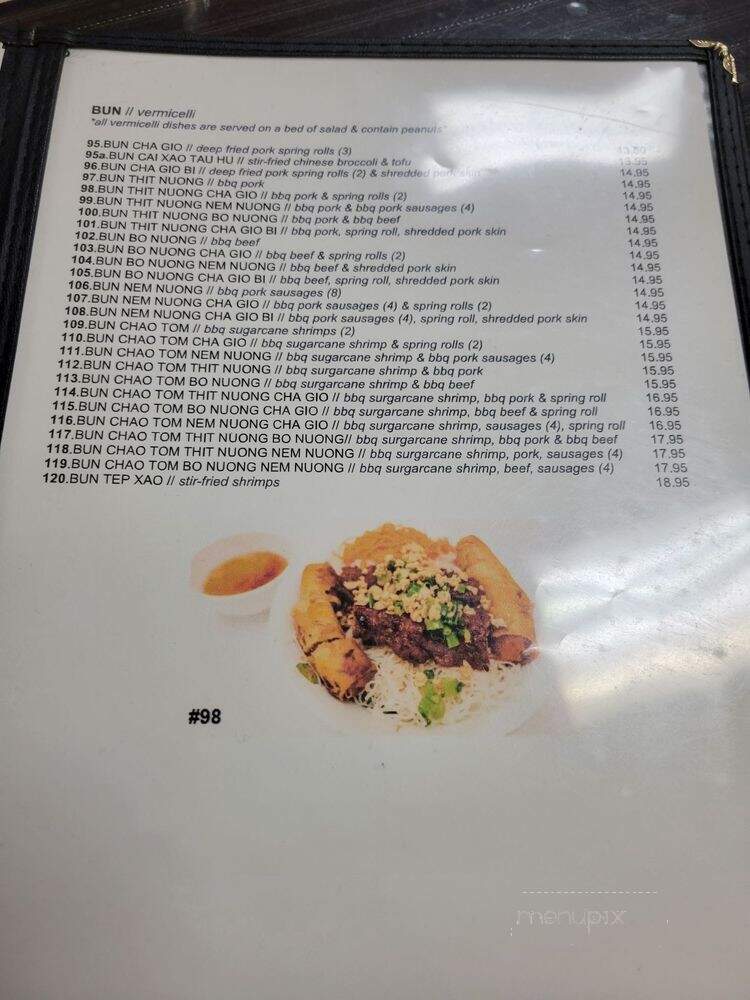 BUN // vermicelli
*all vermicelli dishes are served on a bed of salad & contain peanuts*
95.BUN CHA GIO // deep fried pork spring rolls (3) 13.50
95a.BUN CAI XAO TAU HU // stir-fried chinese broccoli & tofu 13.95
96.BUN CHA GIO BI // deep fried pork spring rolls (2) & shredded pork skin 14.95
97.BUN THIT NUONG // bbq pork 14.95
98.BUN THIT NUONG CHA GIO // bbq pork & spring rolls (2) 14.95
99.BUN THIT NUONG NEM NUONG // bbq pork & bbq pork sausages (4) 14.95
100.BUN THIT NUONG BO NUONG // bbq pork & bbq beef 14.95
101.BUN THIT NUONG CHA GIO BI // bbq pork, spring roll, shredded pork skin 14.95
102.BUN BO NUONG // bbq beef 14.95
103.BUN BO NUONG CHA GIO // bbq beef & spring rolls (2) 14.95
104.BUN BO NUONG NEM NUONG // bbq beef & shredded pork skin 14.95
105.BUN BO NUONG CHA GIO BI // bbq beef, spring roll, shredded pork skin 14.95
106.BUN NEM NUONG // bbq pork sausages (8) 14.95
107.BUN NEM NUONG CHA GIO // bbq pork sausages (4) & spring rolls (2) 14.95
108.BUN NEM NUONG CHA GIO BI // bbq pork sausages (4), spring roll, shredded pork skin 14.95
109.BUN CHAO TOM // bbq sugarcane shrimps (2) 15.95
110.BUN CHAO TOM CHA GIO // bbq sugarcane shrimp & spring rolls (2) 15.95
111.BUN CHAO TOM NEM NUONG // bbq surgarcane shrimp & bbq pork sausages (4) 15.95
112.BUN CHAO TOM THIT NUONG // bbq surgarcane shrimp & bbq pork 15.95
113.BUN CHAO TOM BO NUONG // bbq surgarcane shrimp & bbq beef 15.95
114.BUN CHAO TOM THIT NUONG CHA GIO // bbq surgarcane shrimp, bbq pork & spring roll 16.95
115.BUN CHAO TOM BO NUONG CHA GIO // bbq surgarcane shrimp, bbq beef & spring roll 16.95
116.BUN CHAO TOM NEM NUONG CHA GIO // bbq surgarcane shrimp, sausages (4), spring roll 16.95
117.BUN CHAO TOM THIT NUONG BO NUONG// bbq surgarcane shrimp, bbq pork & bbq beef 17.95
118.BUN CHAO TOM THIT NUONG NEM NUONG // bbq surgarcane shrimp, pork, sausages (4) 17.95
119.BUN CHAO TOM BO NUONG NEM NUONG // bbq surgarcane shrimp, beef, sausages (4) 17.95
120.BUN TEP XAO // stir-fried shrimps 18.95
#98
menupix